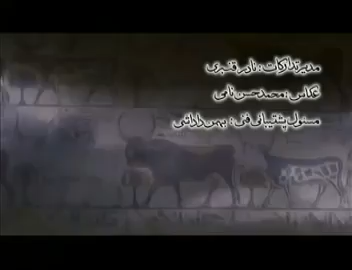 مدیر تدارکات : نادر قنبری
عکاس : محمدحسن نامی
مسئول پشتیبانی فنی : بهمن دادائی